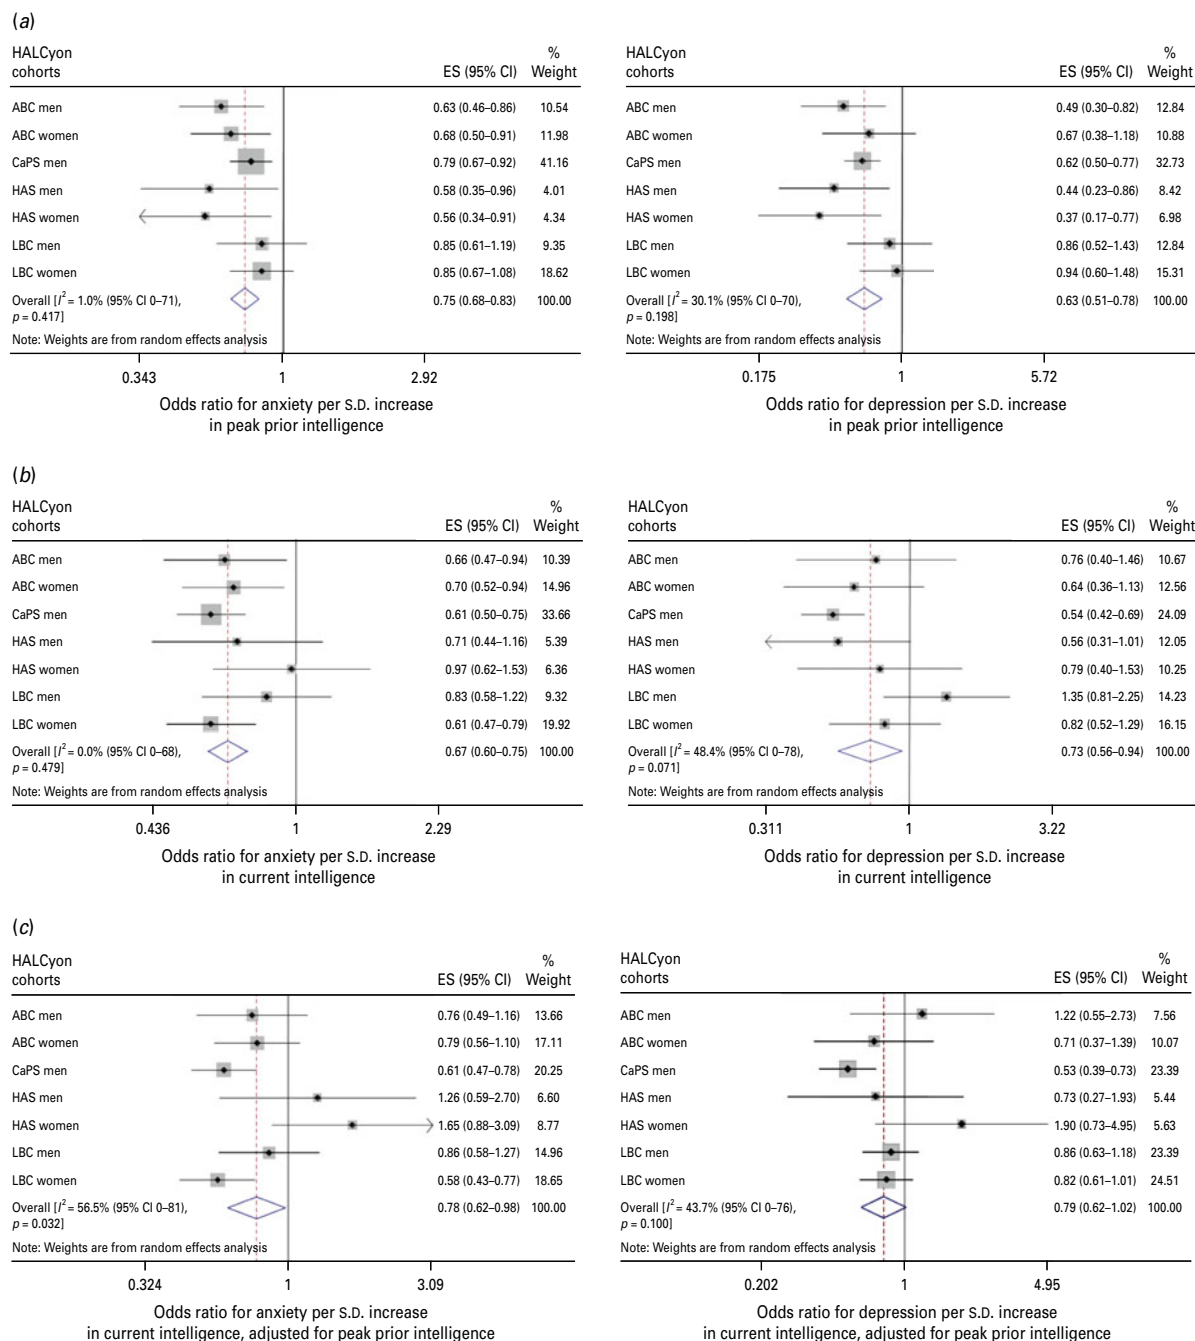 (a)
HALCyon %
cohorts ES (95% CI) Weight
ABC men 0.63 (0.46–0.86) 10.54
ABC women 0.68 (0.50–0.91) 11.98
CaPS men 0.79 (0.67–0.92) 41.16
HAS men 0.58 (0.35–0.96) 4.01
HAS women 0.56 (0.34–0.91) 4.34
LBC men 0.85 (0.61–1.19) 9.35
LBC women 0.85 (0.67–1.08) 18.62
Overall [I² = 1.0% (95% CI 0–71), 0.75 (0.68–0.83) 100.00
p = 0.417]
Note: Weights are from random effects analysis
0.343 1 2.92
Odds ratio for anxiety per S.D. increase
in peak prior intelligence
HALCyon %
cohorts ES (95% CI) Weight
ABC men 0.49 (0.30–0.82) 12.84
ABC women 0.67 (0.38–1.18) 10.88
CaPS men 0.62 (0.50–0.77) 32.73
HAS men 0.44 (0.23–0.86) 8.42
HAS women 0.37 (0.17–0.77) 6.98
LBC men 0.86 (0.52–1.43) 12.84
LBC women 0.94 (0.60–1.48) 15.31
Overall [I² = 30.1% (95% CI 0–70), 0.63 (0.51–0.78) 100.00
p = 0.198]
Note: Weights are from random effects analysis
0.175 1 5.72
Odds ratio for depression per S.D. increase
in peak prior intelligence
(b)
HALCyon %
cohorts ES (95% CI) Weight
ABC men 0.66 (0.47–0.94) 10.39
ABC women 0.70 (0.52–0.94) 14.96
CaPS men 0.61 (0.50–0.75) 33.66
HAS men 0.71 (0.44–1.16) 5.39
HAS women 0.97 (0.62–1.53) 6.36
LBC men 0.83 (0.58–1.22) 9.32
LBC women 0.61 (0.47–0.79) 19.92
Overall [I² = 0.0% (95% CI 0–68), 0.67 (0.60–0.75) 100.00
p = 0.479]
Note: Weights are from random effects analysis
0.436 1 2.29
Odds ratio for anxiety per S.D. increase
in current intelligence
HALCyon %
cohorts ES (95% CI) Weight
ABC men 0.76 (0.40–1.46) 10.67
ABC women 0.64 (0.36–1.13) 12.56
CaPS men 0.54 (0.42–0.69) 24.09
HAS men 0.56 (0.31–1.01) 12.05
HAS women 0.79 (0.40–1.53) 10.25
LBC men 1.35 (0.81–2.25) 14.23
LBC women 0.82 (0.52–1.29) 16.15
Overall [I² = 48.4% (95% CI 0–78), 0.73 (0.56–0.94) 100.00
p = 0.071]
Note: Weights are from random effects analysis
0.311 1 3.22
Odds ratio for depression per S.D. increase
in current intelligence
(c)
HALCyon %
cohorts ES (95% CI) Weight
ABC men 0.76 (0.49–1.16) 13.66
ABC women 0.79 (0.56–1.10) 17.11
CaPS men 0.61 (0.47–0.78) 20.25
HAS men 1.26 (0.59–2.70) 6.60
HAS women 1.65 (0.88–3.09) 8.77
LBC men 0.86 (0.58–1.27) 14.96
LBC women 0.58 (0.43–0.77) 18.65
Overall [I² = 56.5% (95% CI 0–81), 0.78 (0.62–0.98) 100.00
p = 0.032]
Note: Weights are from random effects analysis
0.324 1 3.09
Odds ratio for anxiety per S.D. increase
in current intelligence, adjusted for peak prior intelligence
HALCyon %
cohorts ES (95% CI) Weight
ABC men 1.22 (0.55–2.73) 7.56
ABC women 0.71 (0.37–1.39) 10.07
CaPS men 0.53 (0.39–0.73) 23.39
HAS men 0.73 (0.27–1.93) 5.44
HAS women 1.90 (0.73–4.95) 5.63
LBC men 0.86 (0.63–1.18) 23.39
LBC women 0.82 (0.61–1.01) 24.51
Overall [I² = 43.7% (95% CI 0–76), 0.79 (0.62–1.02) 100.00
p = 0.100]
Note: Weights are from random effects analysis
0.202 1 4.95
Odds ratio for depression per S.D. increase
in current intelligence, adjusted for peak prior intelligence